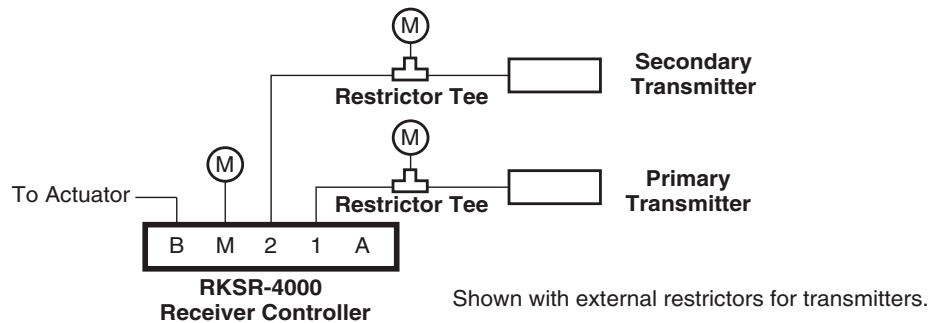 M
Secondary
Transmitter
Restrictor Tee
M
M
Primary
Transmitter
To Actuator
Restrictor Tee
B M 2 1 A
RKSR-4000
Receiver Controller
Shown with external restrictors for transmitters.